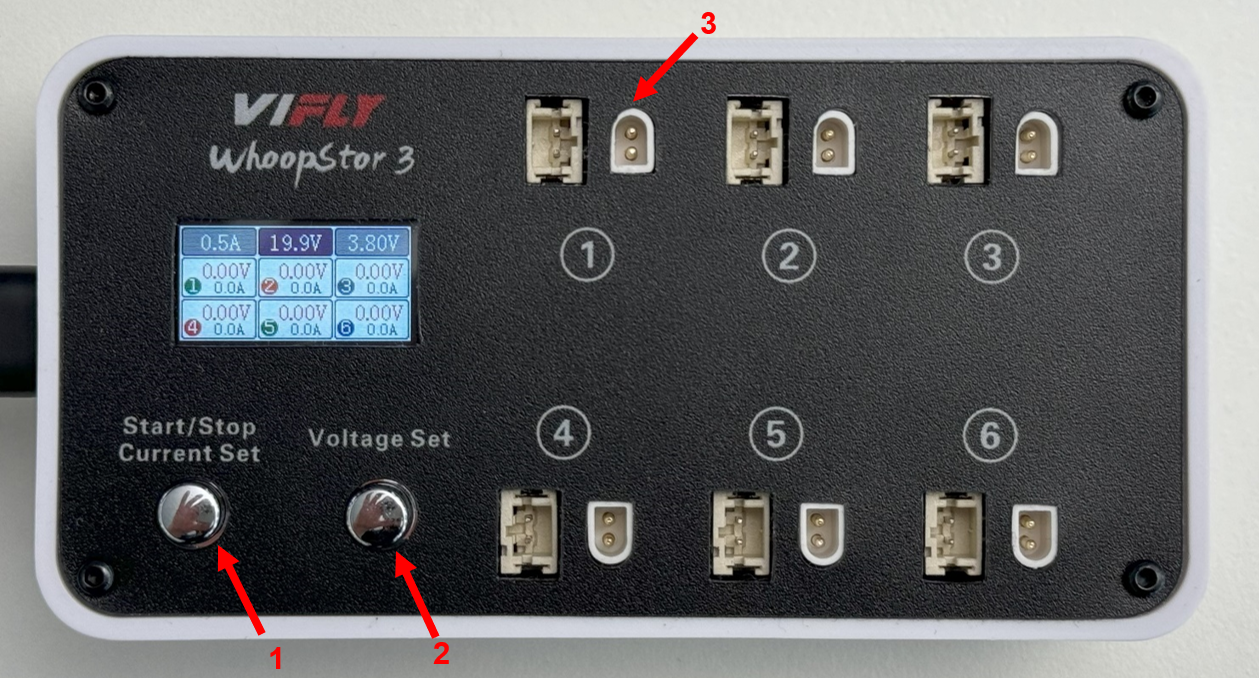 3
VIFLY
WhoopStor 3
0.5A 19.9V 3.80V
0.00V 0.00V 0.00V
1 0.0A 2 0.0A 3 0.0A
0.00V 0.00V 0.00V
4 0.0A 5 0.0A 6 0.0A
1 2 3
Start/Stop
Current Set
Voltage Set
4 5 6
1 2